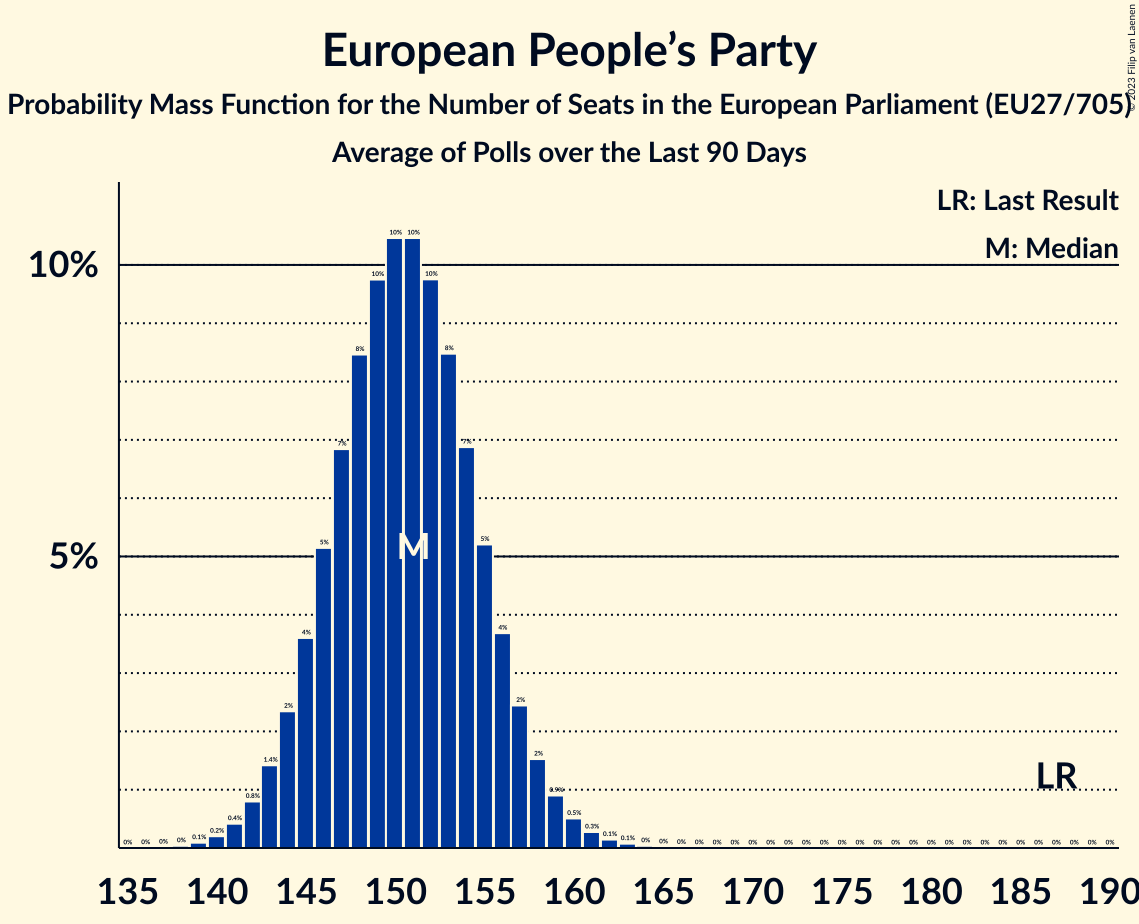 European People’s Party
Probability Mass Function for the Number of Seats in the European Parliament (EU27/705)
Average of Polls over the Last 90 Days
© 2023 Filip van Laenen
LR: Last Result
M: Median
10%
5%
0% 0% 0% 0% 0.1% 0.2% 0.4% 0.8% 1.4% 2% 4% 5% 7% 8% 10% 10% 10% 10% 8% 7% 5% 4% 2% 2% 0.9% 0.5% 0.3% 0.1% 0.1% 0% 0% 0% 0% 0% 0% 0% 0% 0% 0% 0% 0% 0% 0% 0% 0% 0% 0% 0% 0% 0% 0% 0% 0% 0% 0% 0%
M
LR
135 140 145 150 155 160 165 170 175 180 185 190